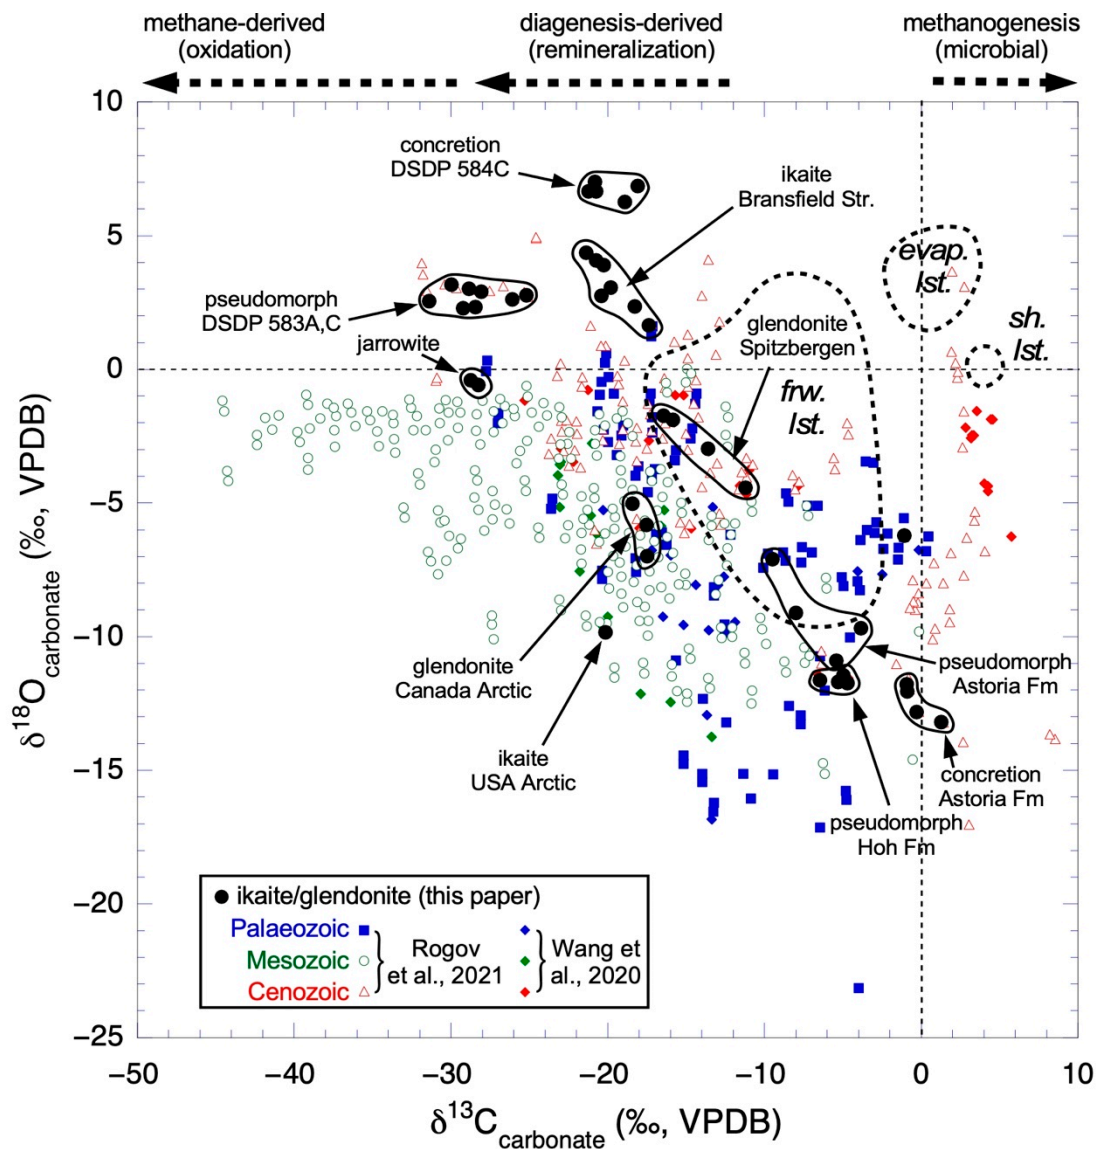 methane-derived
(oxidation)
diagenesis-derived
(remineralization)
methanogenesis
(microbial)
10
5
0
−5
−10
−15
−20
−25
δ18Ocarbonate (‰, VPDB)
concretion
DSDP 584C
ikaite
Bransfield Str.
evap.
lst.
pseudomorph
DSDP 583A,C
sh.
lst.
jarrowite
glendonite
Spitzbergen
frw.
lst.
glendonite
Canada Arctic
pseudomorph
Astoria Fm
ikaite
USA Arctic
concretion
Astoria Fm
pseudomorph
Hoh Fm
ikaite/glendonite (this paper)
Palaeozoic
Mesozoic
Cenozoic
Rogov
et al., 2021
Wang et
al., 2020
−50 −40 −30 −20 −10 0 10
δ13Ccarbonate (‰, VPDB)